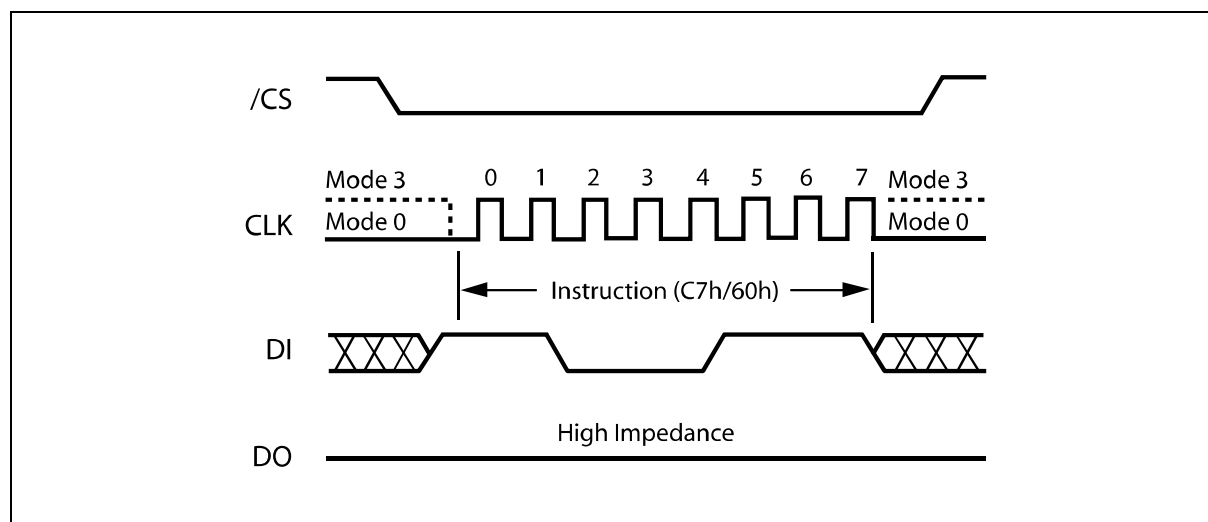 /CS
Mode 3 0 1 2 3 4 5 6 7 Mode 3
CLK Mode 0 Mode 0
Instruction (C7h/60h)
DI
High Impedance
DO